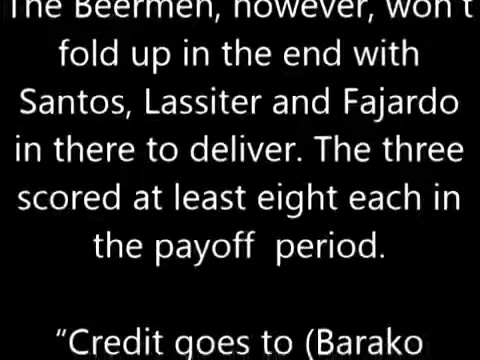 The Beermen, however, won't
fold up in the end with
Santos, Lassiter and Fajardo
in there to deliver. The three
scored at least eight each in
the payoff  period.
“Credit goes to (Barako